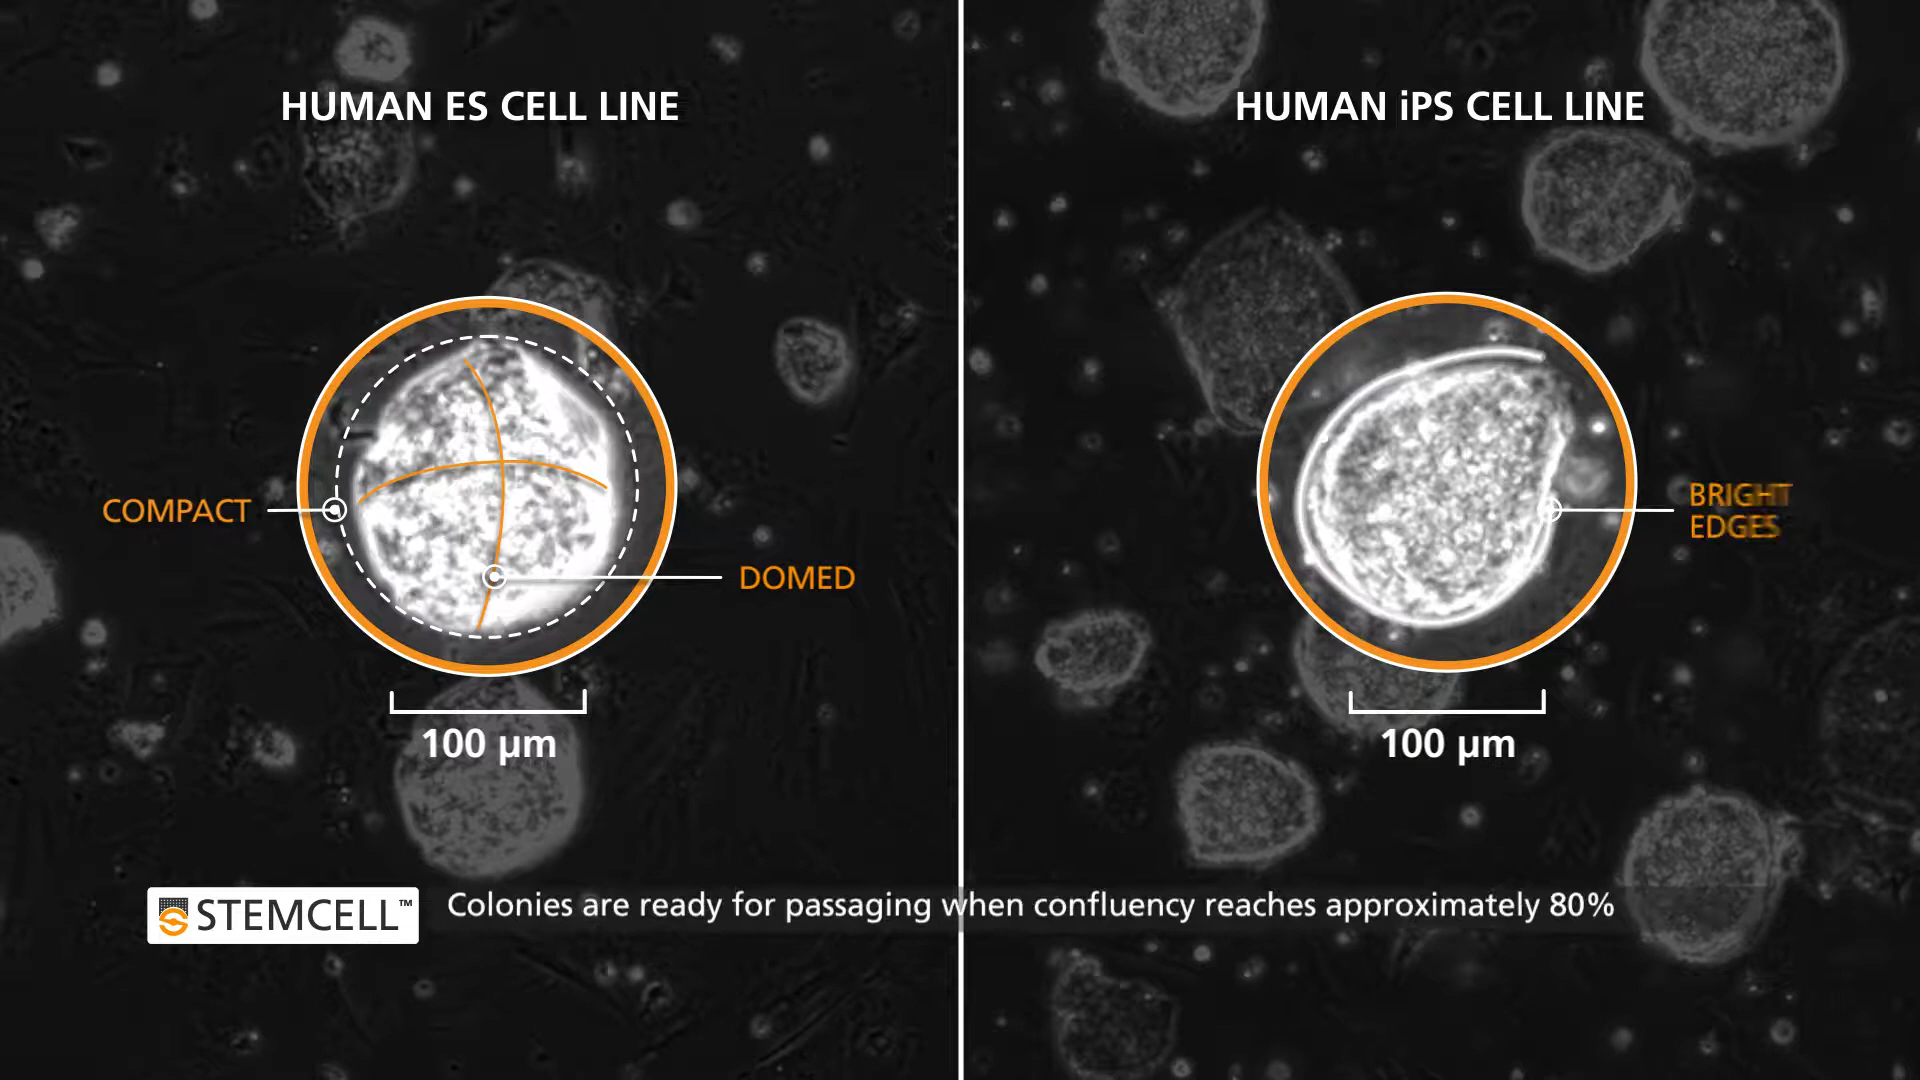 HUMAN ES CELL LINE
HUMAN iPS CELL LINE
COMPACT
DOMED
BRIGHT
EDGES
100 µm
100 µm
STEMCELL™
Colonies are ready for passaging when confluency reaches approximately 80%